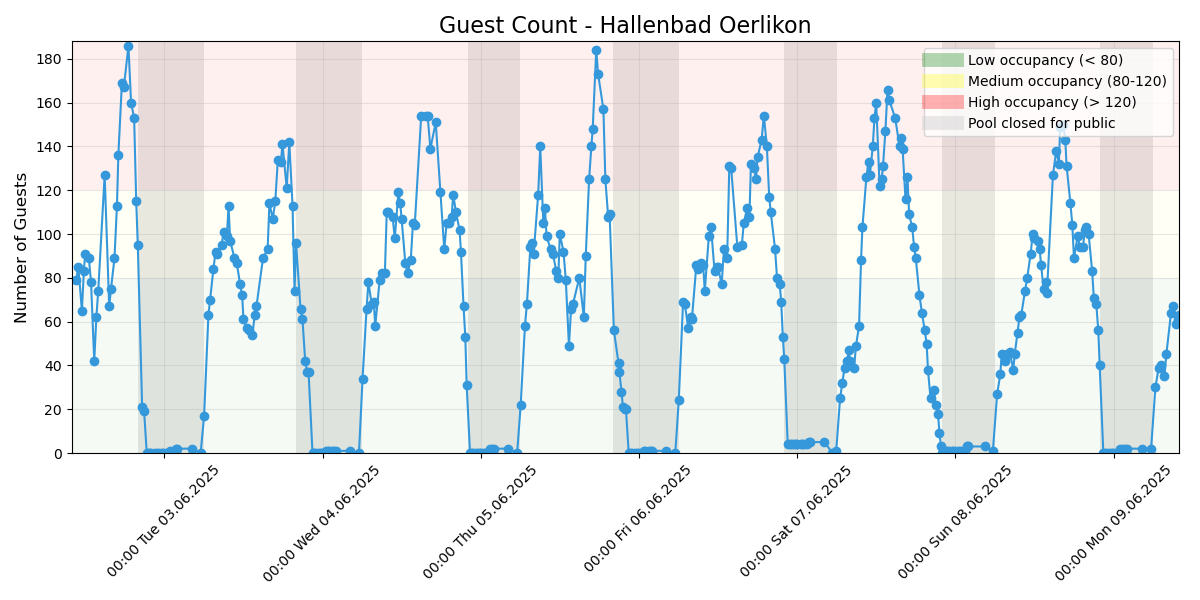 Guest Count - Hallenbad Oerlikon
Number of Guests
180
160
140
120
100
80
60
40
20
0
Low occupancy (< 80)
Medium occupancy (80-120)
High occupancy (> 120)
Pool closed for public
00:00 Tue 03.06.2025
00:00 Wed 04.06.2025
00:00 Thu 05.06.2025
00:00 Fri 06.06.2025
00:00 Sat 07.06.2025
00:00 Sun 08.06.2025
00:00 Mon 09.06.2025